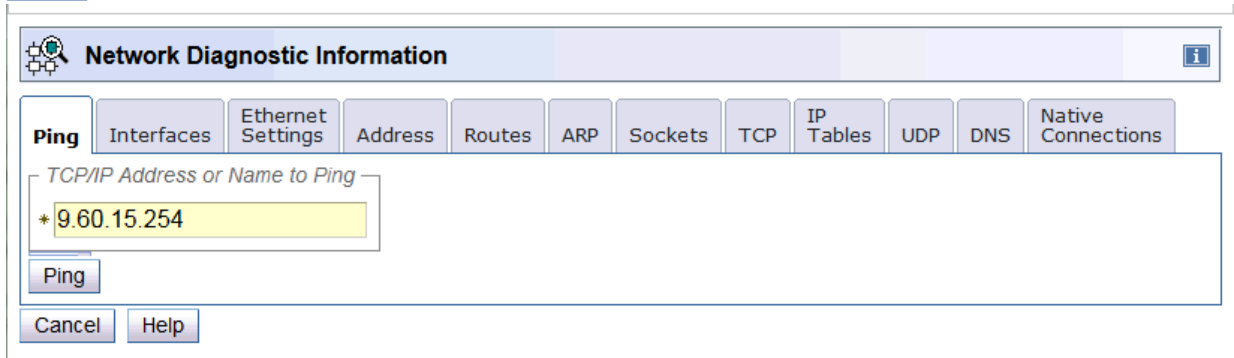 Network Diagnostic Information
i
Ping
Interfaces
Ethernet
Settings
Address
Routes
ARP
Sockets
TCP
IP
Tables
UDP
DNS
Native
Connections
TCP/IP Address or Name to Ping
* 9.60.15.254
Ping
Cancel
Help